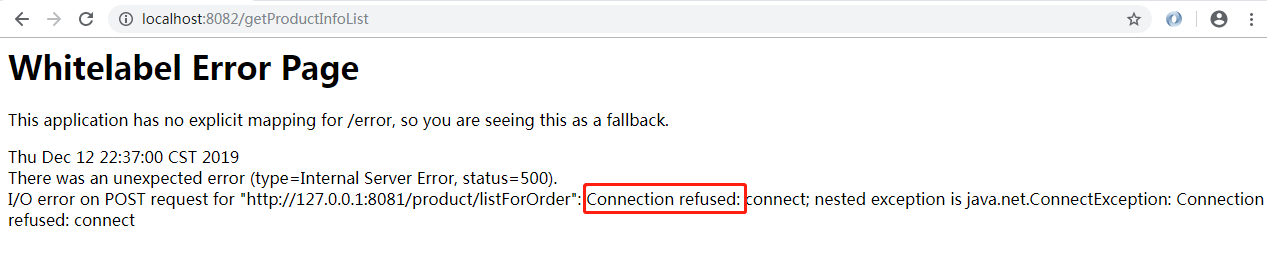 localhost:8082/getProductInfoList
Whitelabel Error Page
This application has no explicit mapping for /error, so you are seeing this as a fallback.
Thu Dec 12 22:37:00 CST 2019
There was an unexpected error (type=Internal Server Error, status=500).
I/O error on POST request for "http://127.0.0.1:8081/product/listForOrder": Connection refused: connect; nested exception is java.net.ConnectException: Connection
refused: connect